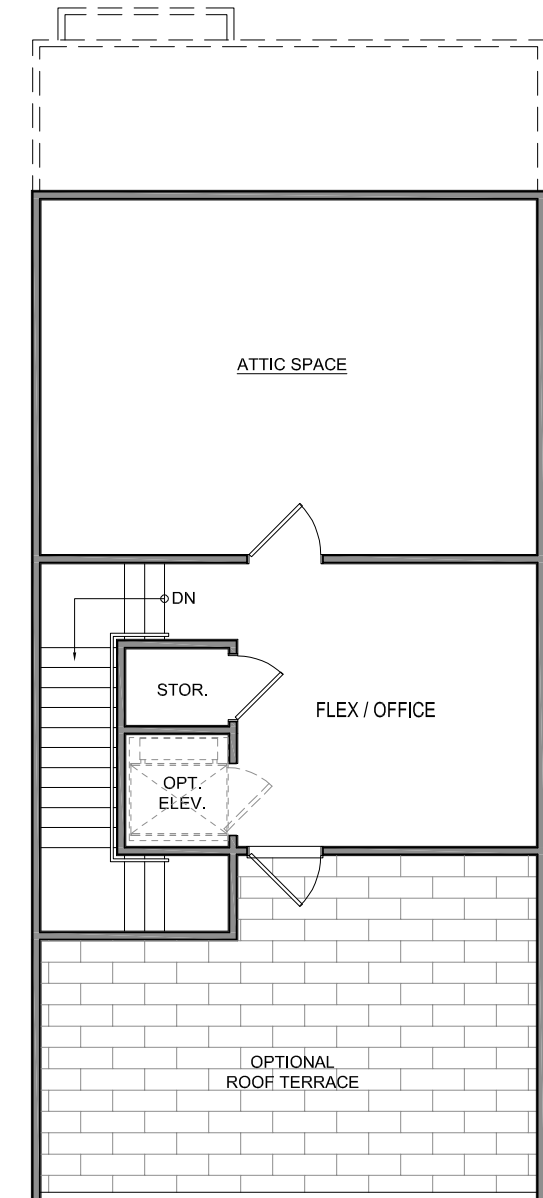 ATTIC SPACE
DN
STOR.
FLEX / OFFICE
OPT.
ELEV.
OPTIONAL
ROOF TERRACE